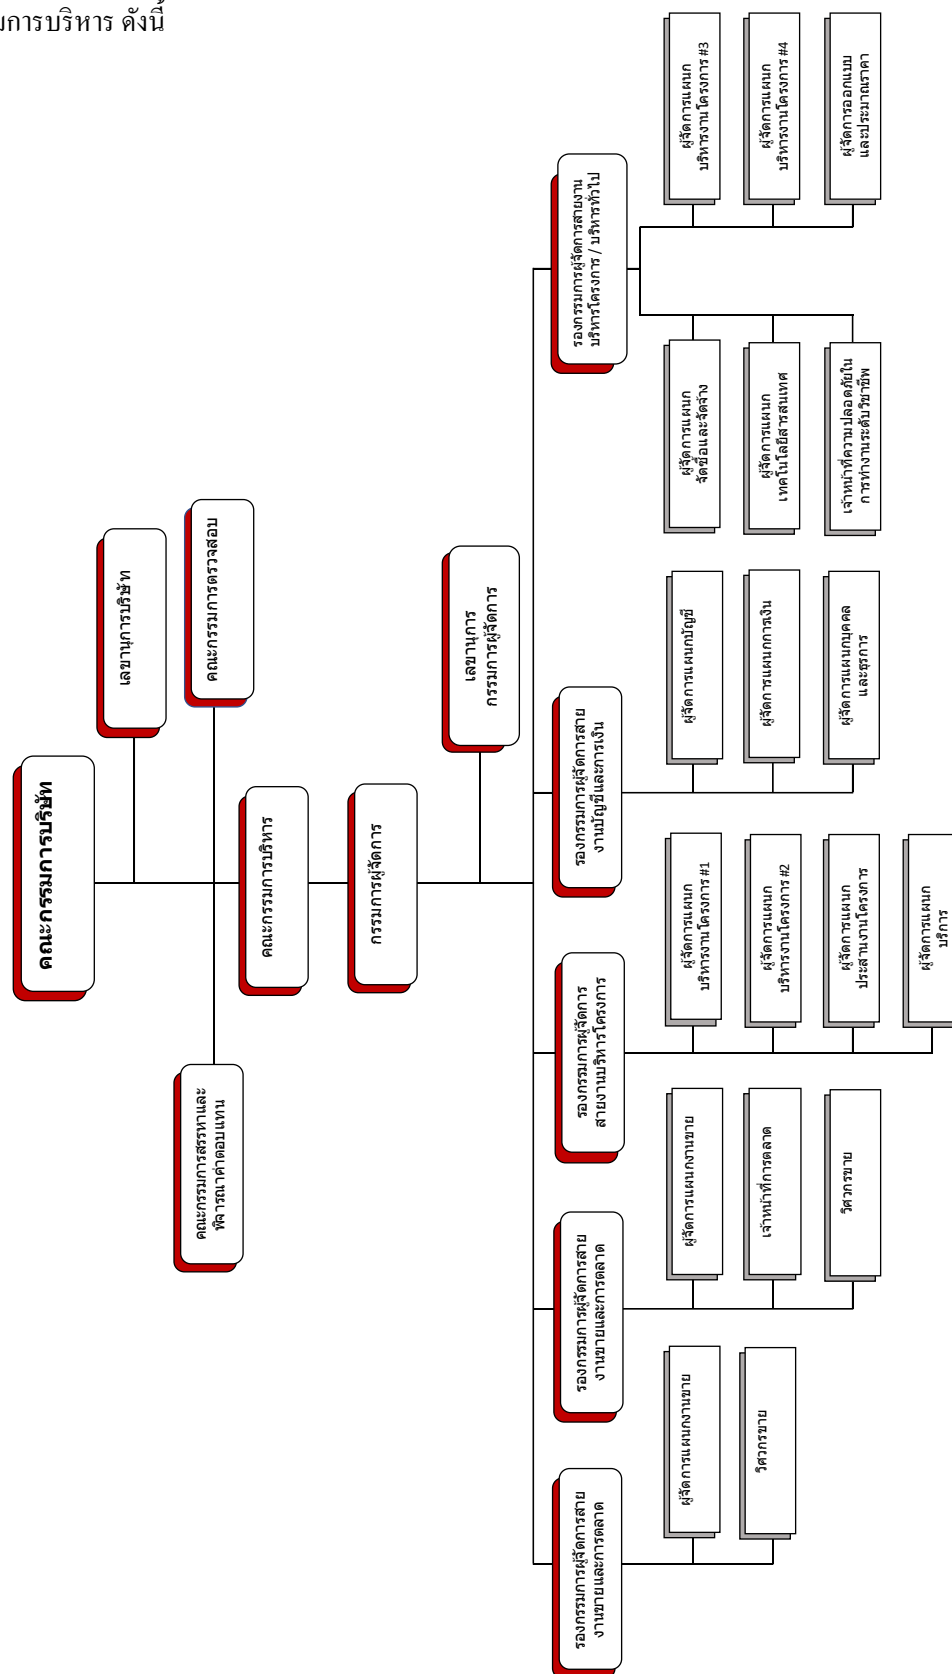 มการบริหาร ดังนี้
คณะกรรมการบริษัท
เลขานุการบริษัท
คณะกรรมการสรรหาและ
พิจารณาค่าตอบแทน
คณะกรรมการตรวจสอบ
คณะกรรมการบริหาร
กรรมการผู้จัดการ
เลขานุการ
กรรมการผู้จัดการ
รองกรรมการผู้จัดการสาย
งานขายและการตลาด
รองกรรมการผู้จัดการสาย
งานขายและการตลาด
รองกรรมการผู้จัดการ
สายงานบริหารโครงการ
รองกรรมการผู้จัดการสาย
งานบัญชีและการเงิน
รองกรรมการผู้จัดการสายงาน
บริหารโครงการ / บริหารทั่วไป
ผู้จัดการแผนกงานขาย
วิศวกรขาย
ผู้จัดการแผนกงานขาย
เจ้าหน้าที่การตลาด
วิศวกรขาย
ผู้จัดการแผนก
บริหารงานโครงการ #1
ผู้จัดการแผนก
บริหารงานโครงการ #2
ผู้จัดการแผนก
ประสานงานโครงการ
ผู้จัดการแผนก
บริการ
ผู้จัดการแผนกบัญชี
ผู้จัดการแผนกการเงิน
ผู้จัดการแผนกบุคคล
และธุรการ
ผู้จัดการแผนก
จัดซื้อและจัดจ้าง
ผู้จัดการแผนก
เทคโนโลยีสารสนเทศ
เจ้าหน้าที่ความปลอดภัยใน
การทำงานระดับวิชาชีพ
ผู้จัดการแผนก
บริหารงานโครงการ #3
ผู้จัดการแผนก
บริหารงานโครงการ #4
ผู้จัดการออกแบบ
และประมาณราคา